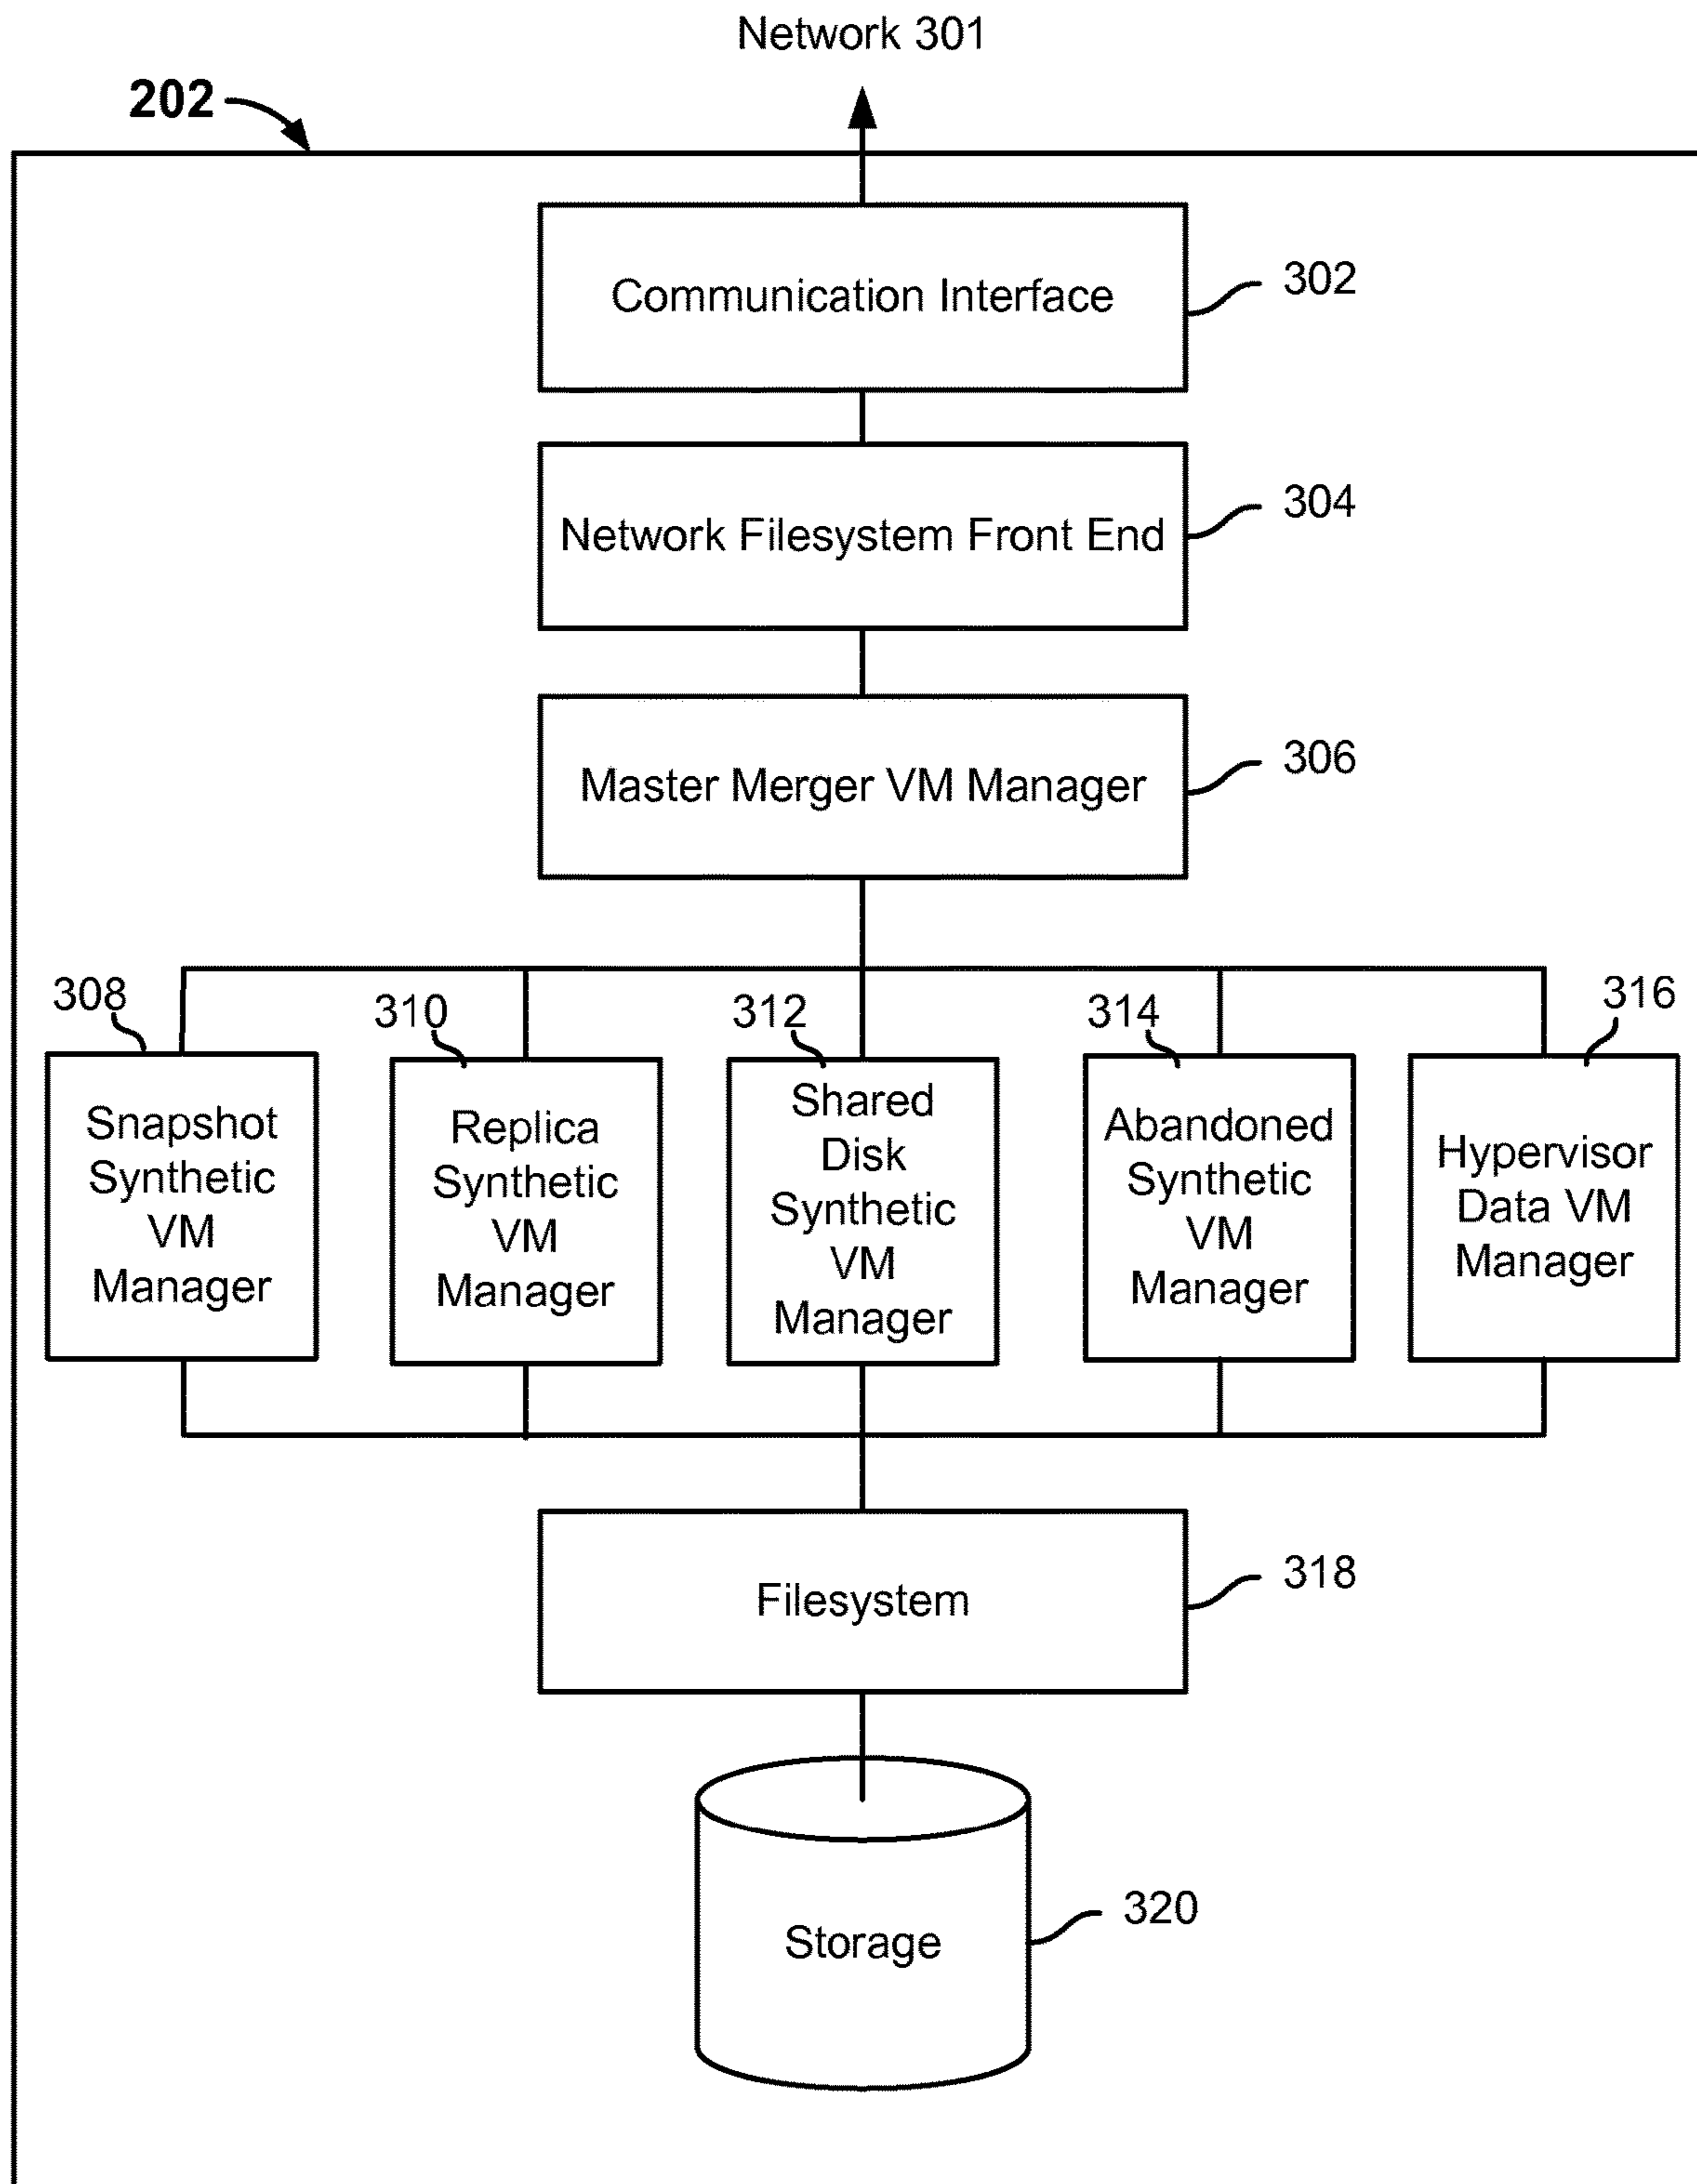 Network 301
202
Communication Interface
302
Network Filesystem Front End
304
Master Merger VM Manager
306
308
310
312
314
316
Snapshot
Synthetic
VM
Manager
Replica
Synthetic
VM
Manager
Shared
Disk
Synthetic
VM
Manager
Abandoned
Synthetic
VM
Manager
Hypervisor
Data VM
Manager
Filesystem
318
Storage
320